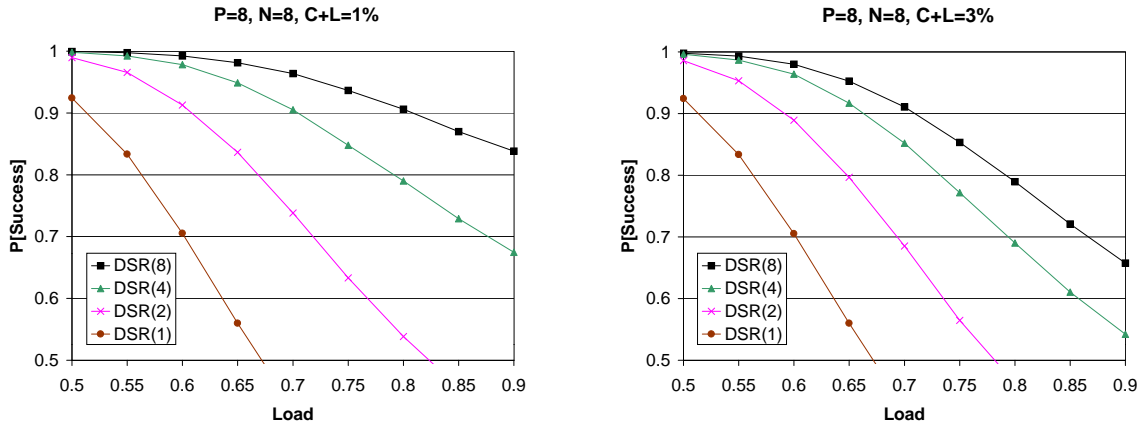 P=8, N=8, C+L=1%
P[Success]
1
0.9
0.8
0.7
0.6
0.5
DSR(8)
DSR(4)
DSR(2)
DSR(1)
0.5 0.55 0.6 0.65 0.7 0.75 0.8 0.85 0.9
Load
P=8, N=8, C+L=3%
P[Success]
1
0.9
0.8
0.7
0.6
0.5
DSR(8)
DSR(4)
DSR(2)
DSR(1)
0.5 0.55 0.6 0.65 0.7 0.75 0.8 0.85 0.9
Load